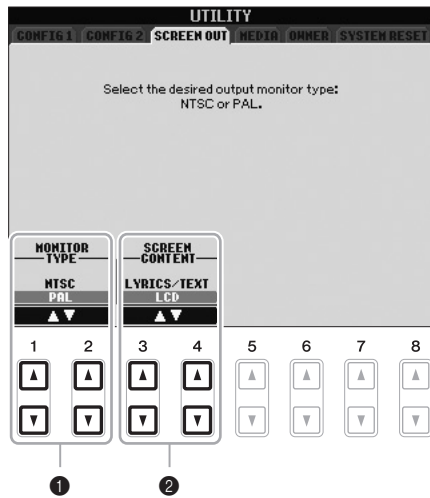 UTILITY
CONFIG 1 CONFIG 2 SCREEN OUT MEDIA OWNER SYSTEM RESET
Select the desired output monitor type:
NTSC or PAL.
MONITOR TYPE
SCREEN CONTENT
NTSC
LYRICS/TEXT
PAL
LCD
1 2 3 4 5 6 7 8
1 2